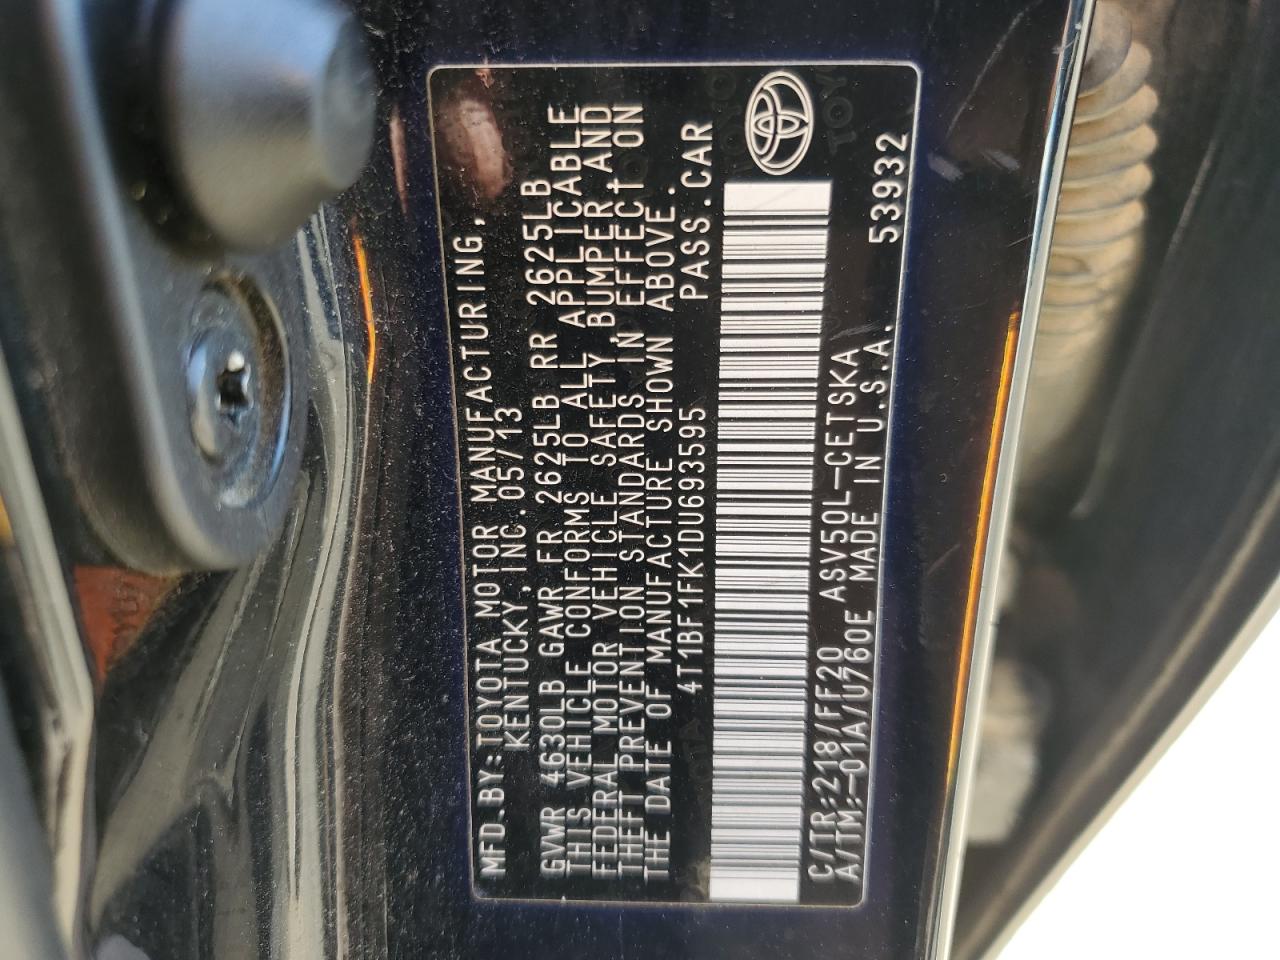 MFD.BY:TOYOTA MOTOR MANUFACTURING,
KENTUCKY,INC.05/13
GVWR 4630LB GAWR FR 2625LB RR 2625LB
THIS VEHICLE CONFORMS TO ALL APPLICABLE
FEDERAL MOTOR VEHICLE SAFETY,BUMPER,AND
THEFT PREVENTION STANDARDS IN EFFECT ON
THE DATE OF MANUFACTURE SHOWN ABOVE.
4T1BF1FK1DU693595 PASS.CAR
C/TR:218/FF20 ASV50L-CETSKA
A/TM:-01A/U760E MADE IN U.S.A. 53932